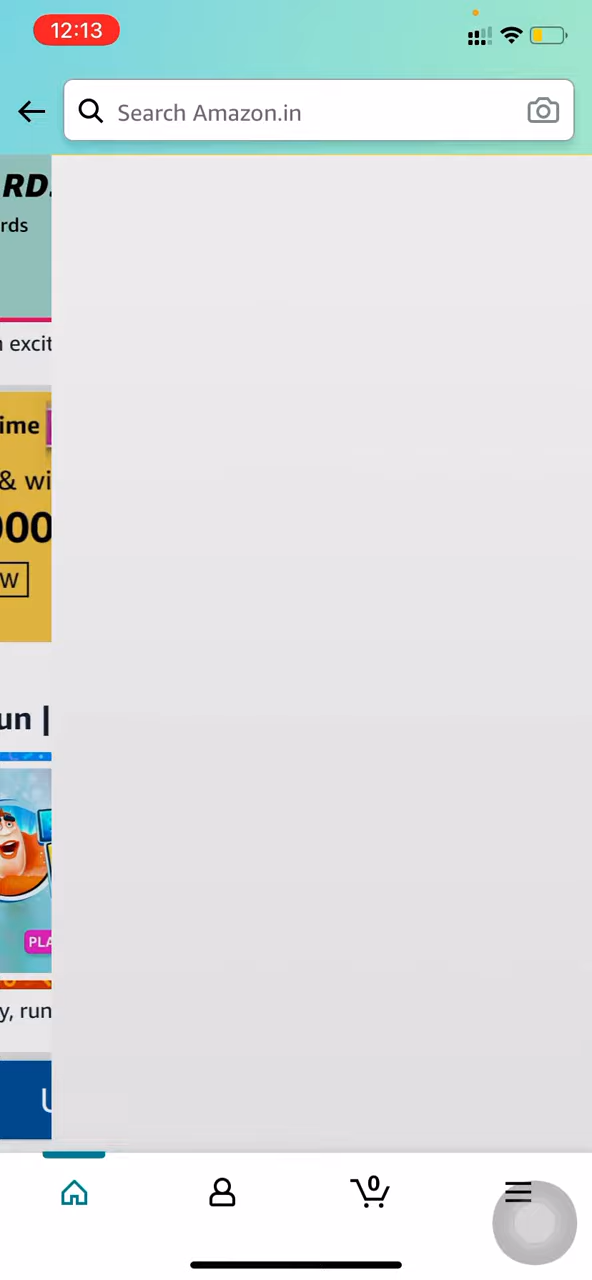 12:13
Search Amazon.in
RD
rds
excit
ime
& wi
000
W
un |
PLA
y, run
U
0